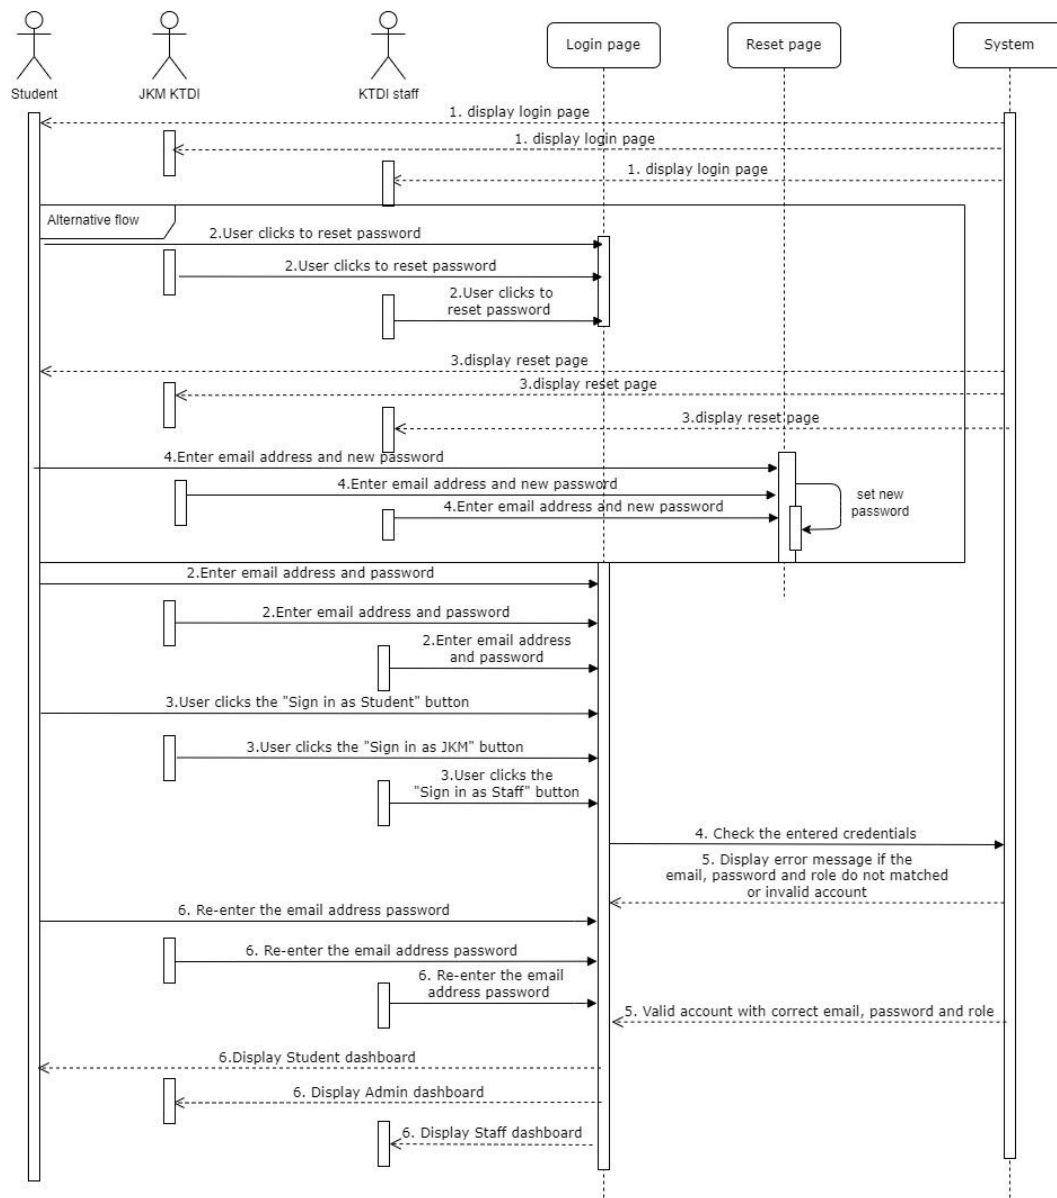 Login page
Reset page
System
Student
JKM KTDI
KTDI staff
1. display login page
1. display login page
1. display login page
Alternative flow
2.User clicks to reset password
2.User clicks to reset password
2.User clicks to
reset password
3.display reset page
3.display reset page
3.display reset page
4.Enter email address and new password
4.Enter email address and new password
set new
password
4.Enter email address and new password
2.Enter email address and password
2.Enter email address and password
2.Enter email address
and password
3.User clicks the "Sign in as Student" button
3.User clicks the "Sign in as JKM" button
3.User clicks the
"Sign in as Staff" button
4. Check the entered credentials
5. Display error message if the
email, password and role do not matched
or invalid account
6. Re-enter the email address password
6. Re-enter the email address password
6. Re-enter the email
address password
5. Valid account with correct email, password and role
6.Display Student dashboard
6. Display Admin dashboard
6. Display Staff dashboard